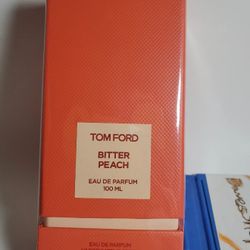 TOM FORD
BITTER
PEACH
EAU DE PARFUM
100 ML
EAU DE PARFUM